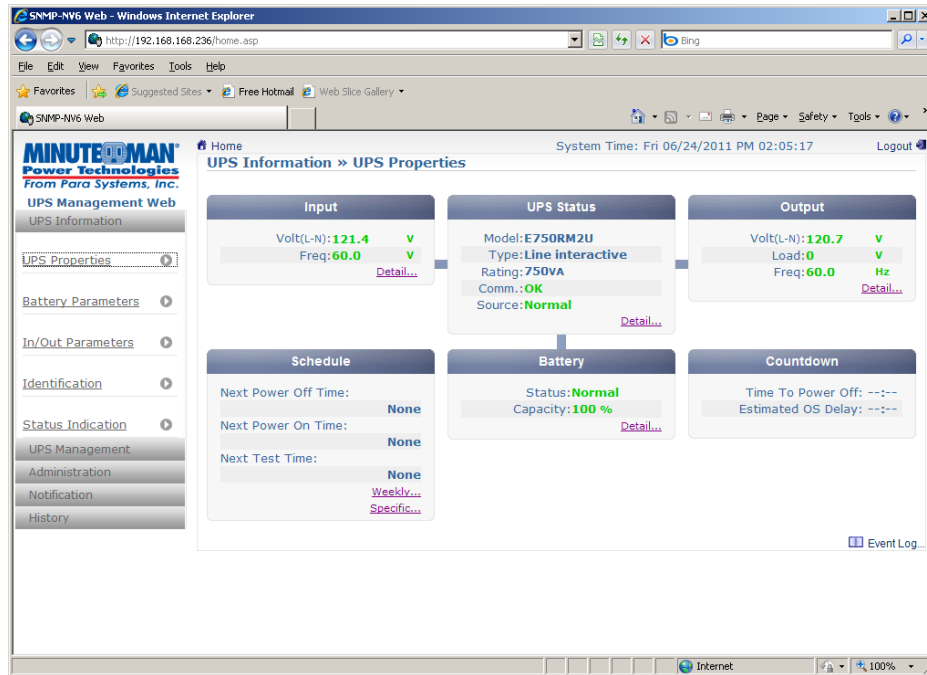 SNMP-NV6 Web - Windows Internet Explorer
http://192.168.168.236/home.asp
Bing
File Edit View Favorites Tools Help
Favorites Suggested Sites Free Hotmail Web Slice Gallery
SNMP-NV6 Web
Page Safety Tools
»
MINUTEMAN
Power Technologies
From Para Systems, Inc.
UPS Management Web
UPS Information
UPS Properties
Battery Parameters
In/Out Parameters
Identification
Status Indication
UPS Management
Administration
Notification
History
Home
System Time: Fri 06/24/2011 PM 02:05:17
Logout
UPS Information » UPS Properties
Input
Volt(L-N):121.4 V
Freq:60.0 V
Detail...
UPS Status
Model:E750RM2U
Type:Line interactive
Rating:750VA
Comm.:OK
Source:Normal
Detail...
Output
Volt(L-N):120.7 V
Load:0 V
Freq:60.0 Hz
Detail...
Schedule
Next Power Off Time:
None
Next Power On Time:
None
Next Test Time:
None
Weekly...
Specific...
Battery
Status:Normal
Capacity:100 %
Detail...
Countdown
Time To Power Off: --:--
Estimated OS Delay: --:--
Event Log...
Internet
100%